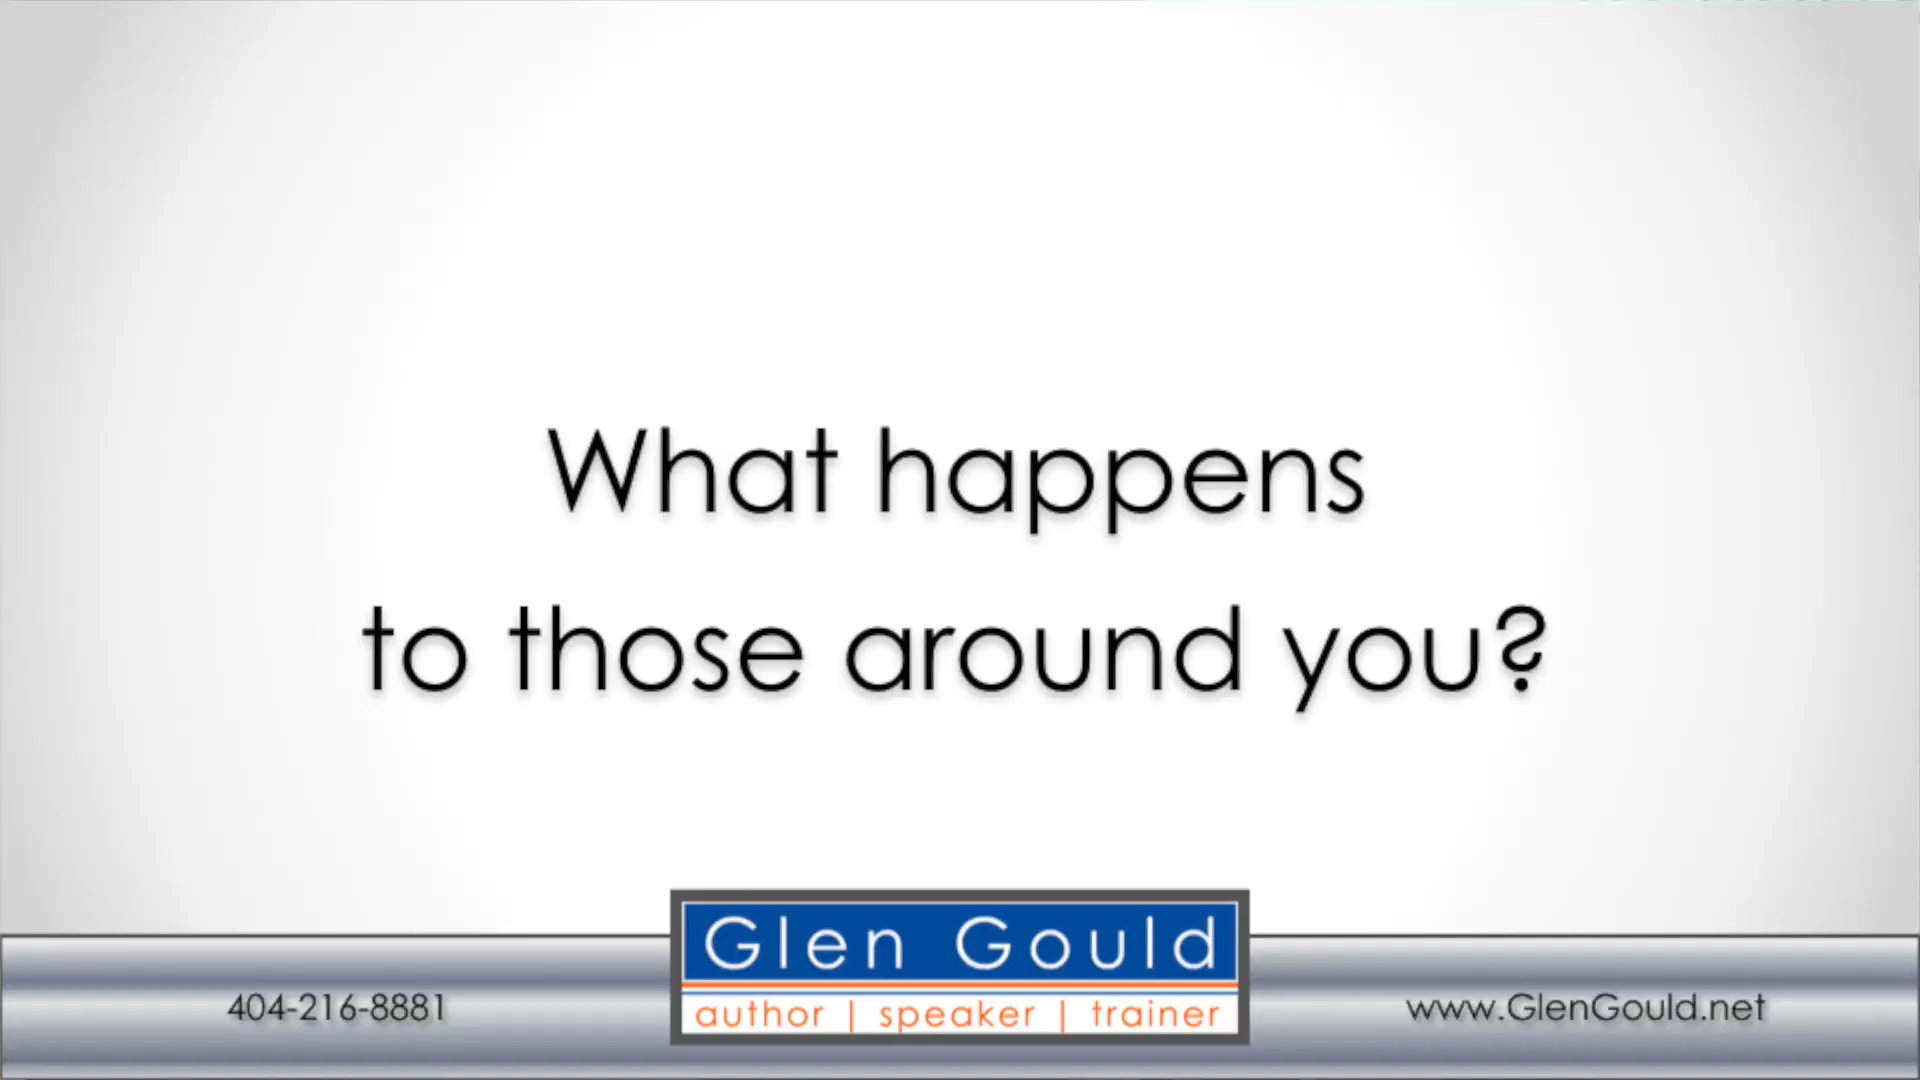 What happens
to those around you?
Glen Gould
author | speaker | trainer
404-216-8881
www.GlenGould.net